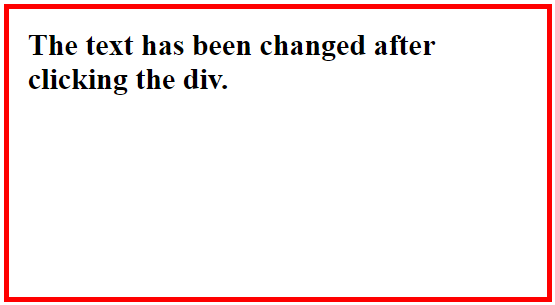 The text has been changed after
clicking the div.